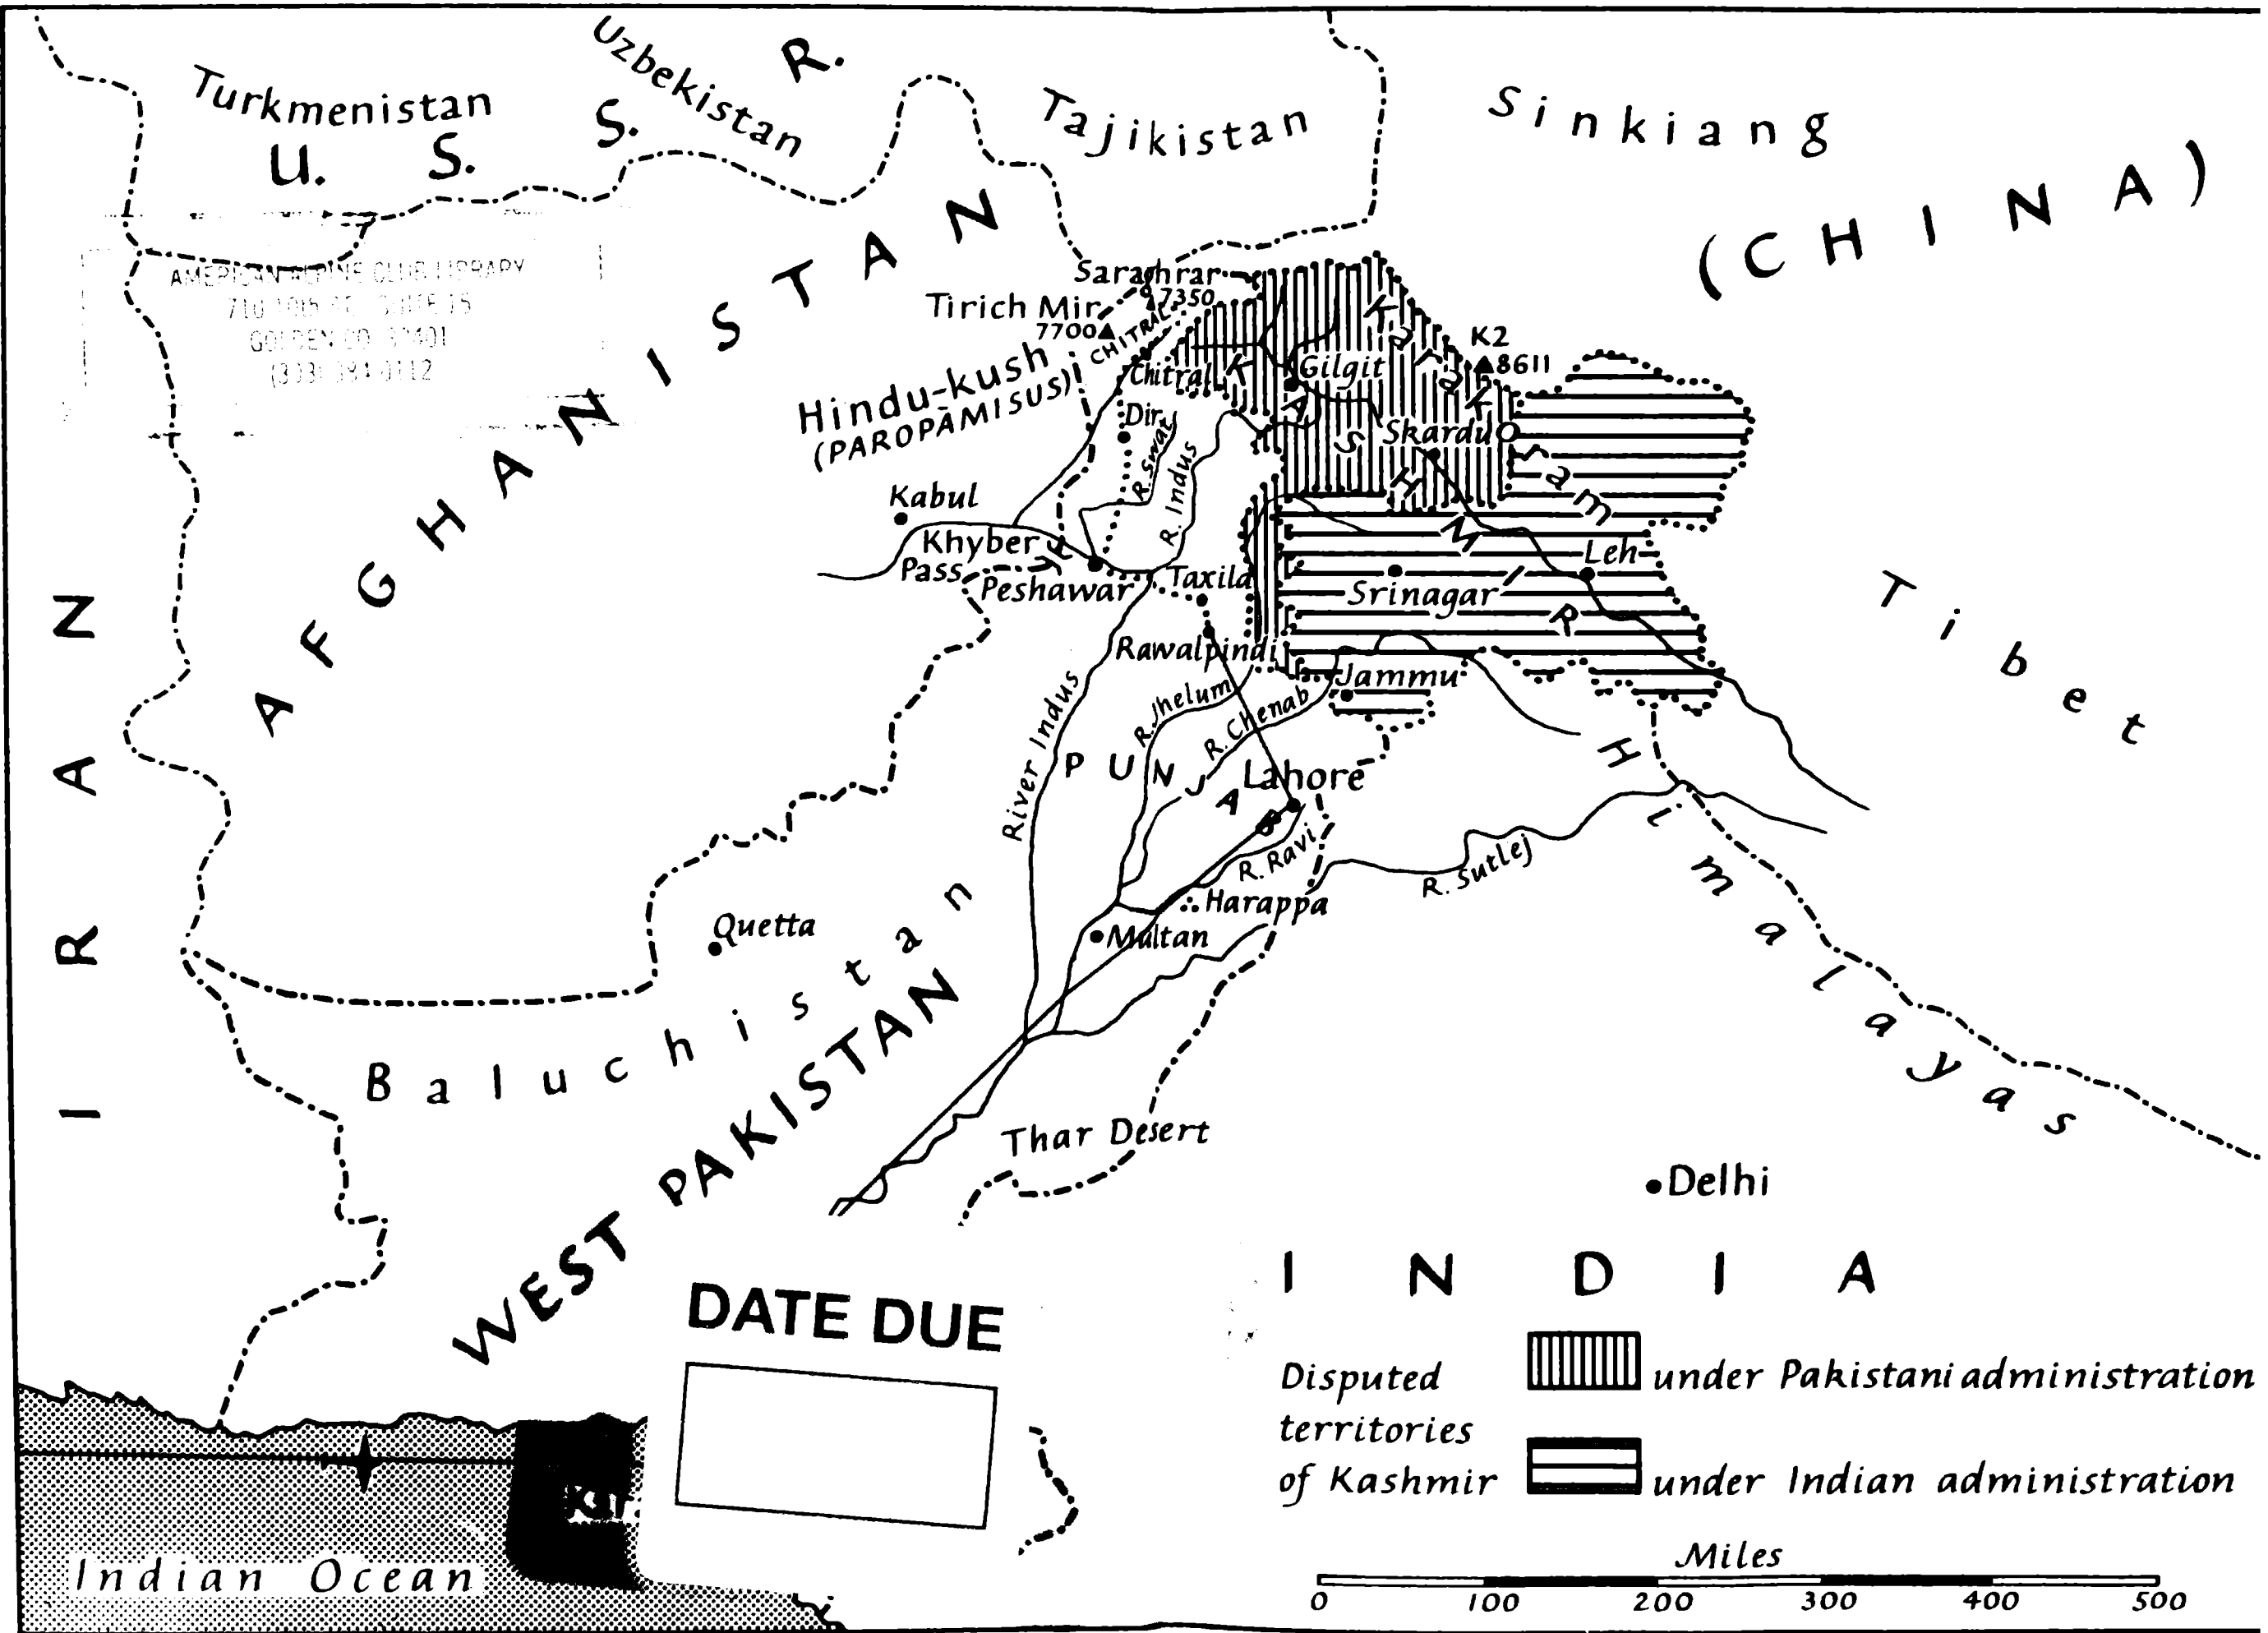 Turkmenistan
Uzbekistan
U. S. S. R.
Tajikistan
Sinkiang
(CHINA)
AMERICAN ALPINE CLUB LIBRARY
GOLDEN CO 80401
AFGHANISTAN
Saraghrar
7350
Tirich Mir
7700
CHITRAL
Hindu-kush
(PAROPAMISUS)
Chitral
Dir
R. Swat
R. Indus
Gilgit
Karakoram
K2
8611
Skardu
KASHMIR
Kabul
Khyber
Pass
Peshawar
Taxila
Rawalpindi
Srinagar
Leh
Jammu
Tibet
IRAN
River Indus
R. Jhelum
R. Chenab
PUNJAB
Lahore
R. Ravi
R. Sutlej
Harappa
Multan
Himalayas
Quetta
Baluchistan
WEST PAKISTAN
Thar Desert
Delhi
INDIA
DATE DUE
Disputed
territories
of Kashmir
under Pakistani administration
under Indian administration
Miles
0 100 200 300 400 500
Indian Ocean